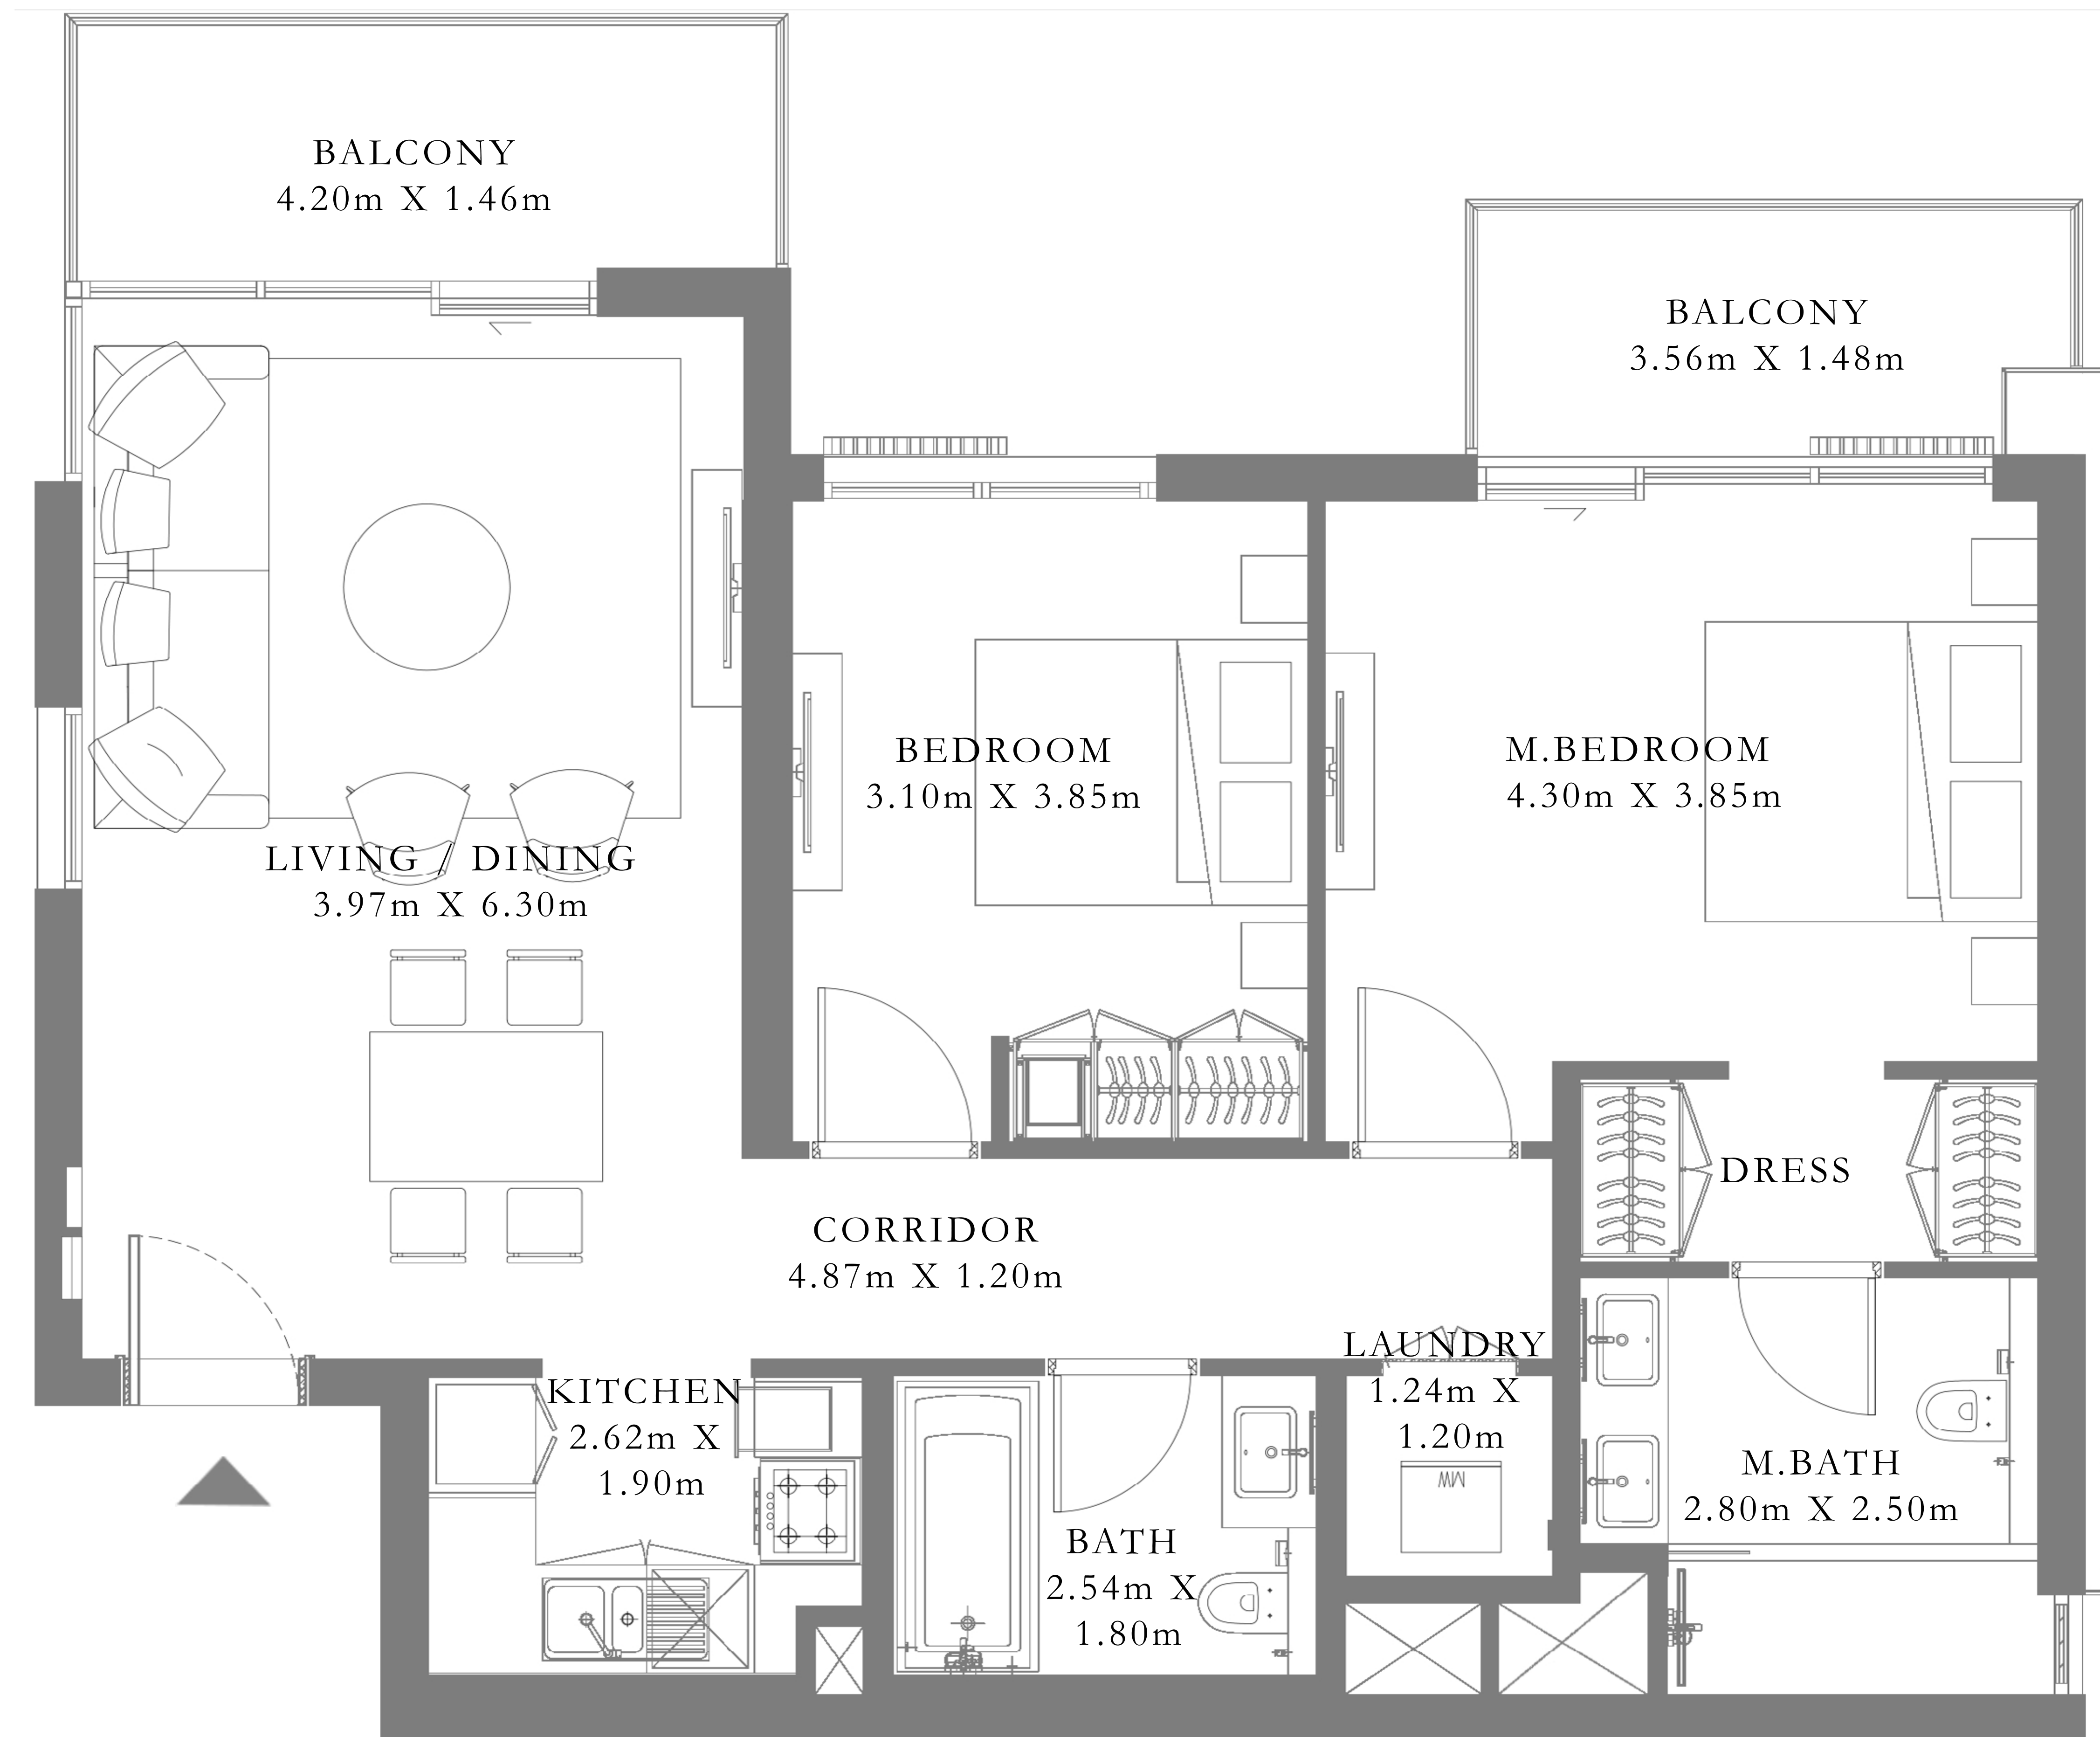 BALCONY
4.20m X 1.46m
BALCONY
3.56m X 1.48m
BEDROOM
3.10m X 3.85m
M.BEDROOM
4.30m X 3.85m
LIVING / DINING
3.97m X 6.30m
DRESS
CORRIDOR
4.87m X 1.20m
LAUNDRY
1.24m X
1.20m
KITCHEN
2.62m X
1.90m
M.BATH
2.80m X 2.50m
BATH
2.54m X
1.80m
WM